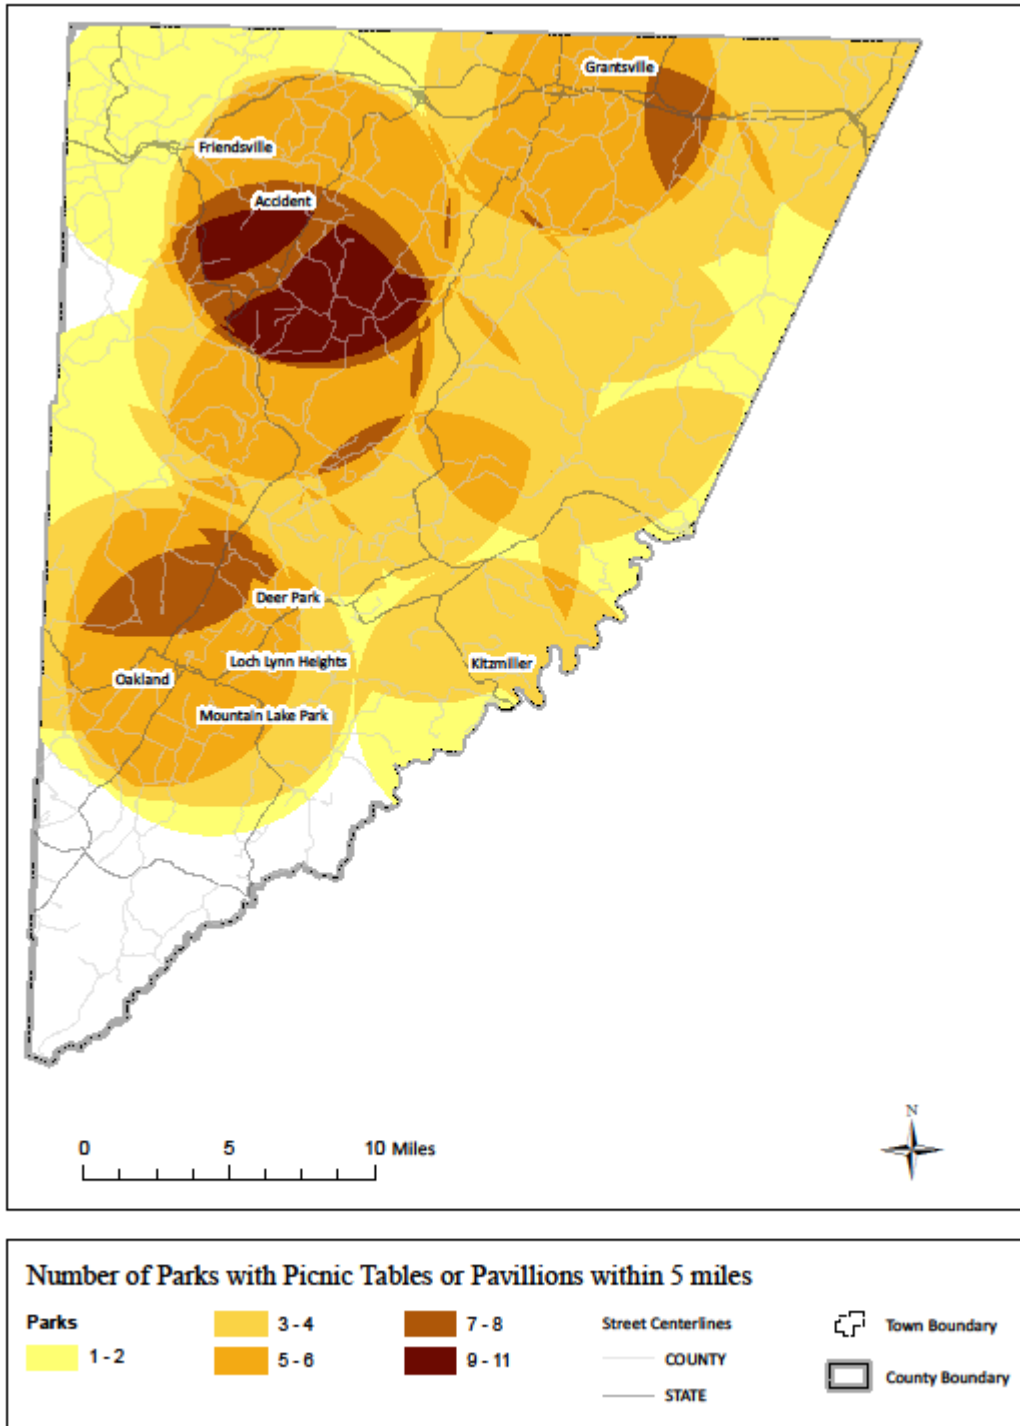 Grantsville
Friendsville
Accident
Deer Park
Loch Lynn Heights
Kitzmiller
Oakland
Mountain Lake Park
N
0 5 10 Miles
Number of Parks with Picnic Tables or Pavillions within 5 miles
Parks
1 - 2
3 - 4
5 - 6
7 - 8
9 - 11
Street Centerlines
COUNTY
STATE
Town Boundary
County Boundary